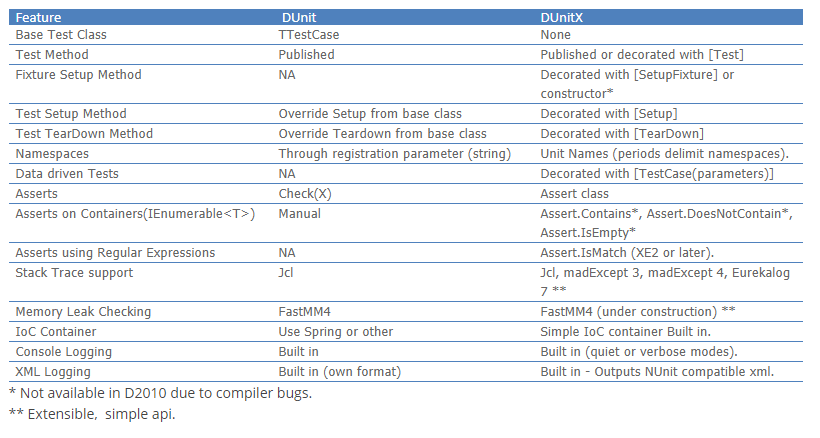 Feature DUnit DUnitX
Base Test Class TTestCase None
Test Method Published Published or decorated with [Test]
Fixture Setup Method NA Decorated with [SetupFixture] or
constructor*
Test Setup Method Override Setup from base class Decorated with [Setup]
Test TearDown Method Override Teardown from base class Decorated with [TearDown]
Namespaces Through registration parameter (string) Unit Names (periods delimit namespaces).
Data driven Tests NA Decorated with [TestCase(parameters)]
Asserts Check(X) Assert class
Asserts on Containers(IEnumerable<T>) Manual Assert.Contains*, Assert.DoesNotContain*,
Assert.IsEmpty*
Asserts using Regular Expressions NA Assert.IsMatch (XE2 or later).
Stack Trace support Jcl Jcl, madExcept 3, madExcept 4, Eurekalog
7 **
Memory Leak Checking FastMM4 FastMM4 (under construction) **
IoC Container Use Spring or other Simple IoC container Built in.
Console Logging Built in Built in (quiet or verbose modes).
XML Logging Built in (own format) Built in - Outputs NUnit compatible xml.
* Not available in D2010 due to compiler bugs.
** Extensible, simple api.